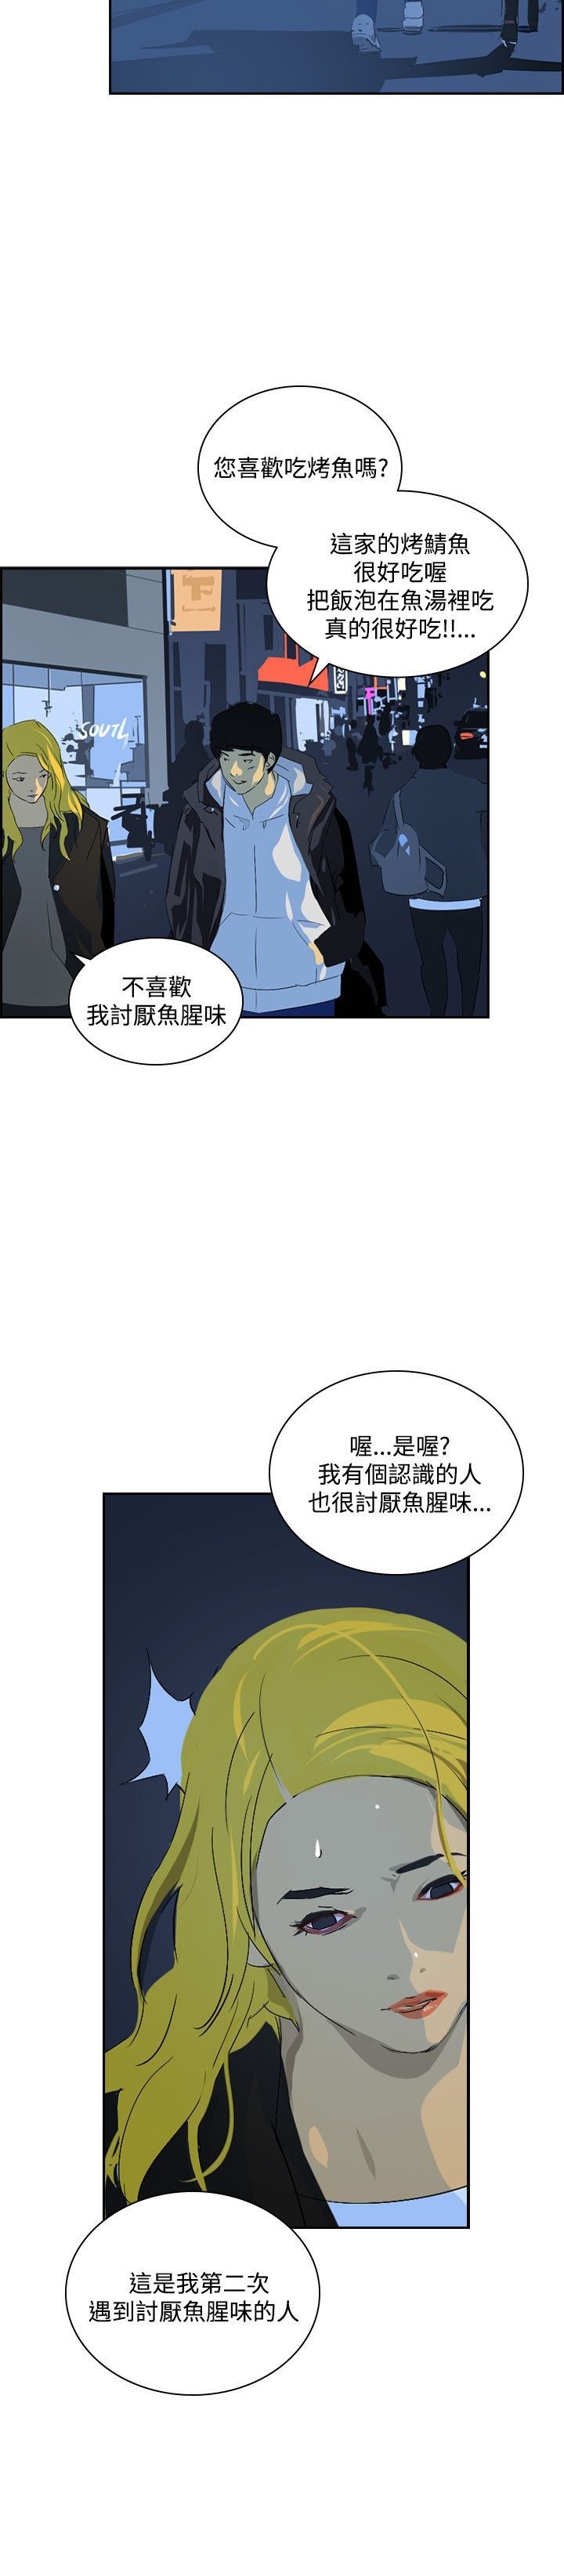 您喜歡吃烤魚嗎?
這家的烤鯖魚
很好吃喔
把飯泡在魚湯裡吃
真的很好吃!!...
SOUTH
不喜歡
我討厭魚腥味
喔...是喔?
我有個認識的人
也很討厭魚腥味...
這是我第二次
遇到討厭魚腥味的人